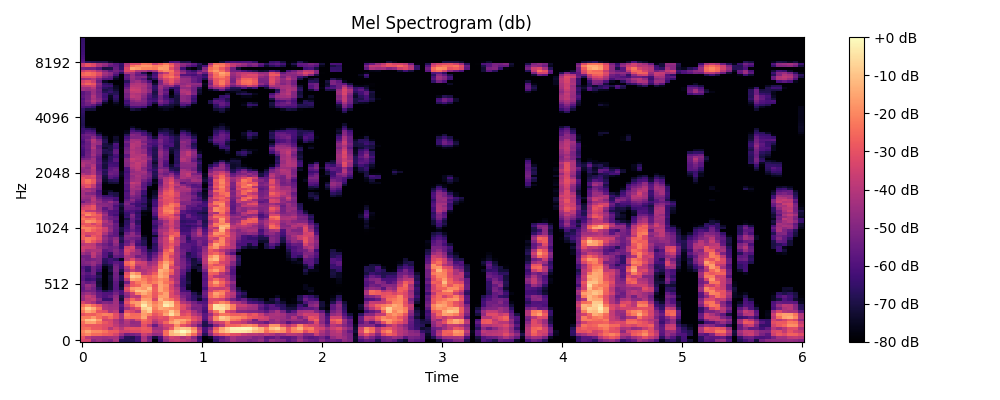 Mel Spectrogram (db)
8192
4096
2048
1024
512
0
Hz
0 1 2 3 4 5 6
Time
+0 dB
-10 dB
-20 dB
-30 dB
-40 dB
-50 dB
-60 dB
-70 dB
-80 dB